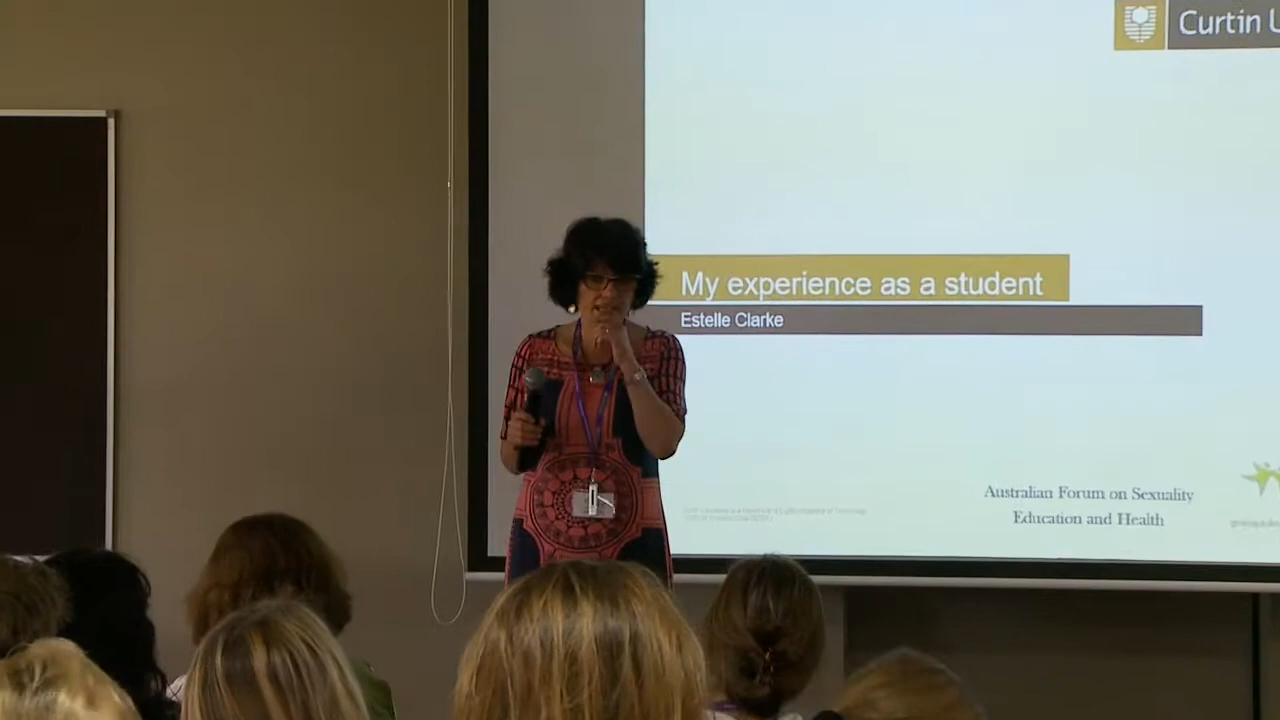 Curtin U
My experience as a student
Estelle Clarke
Australian Forum on Sexuality
Education and Health